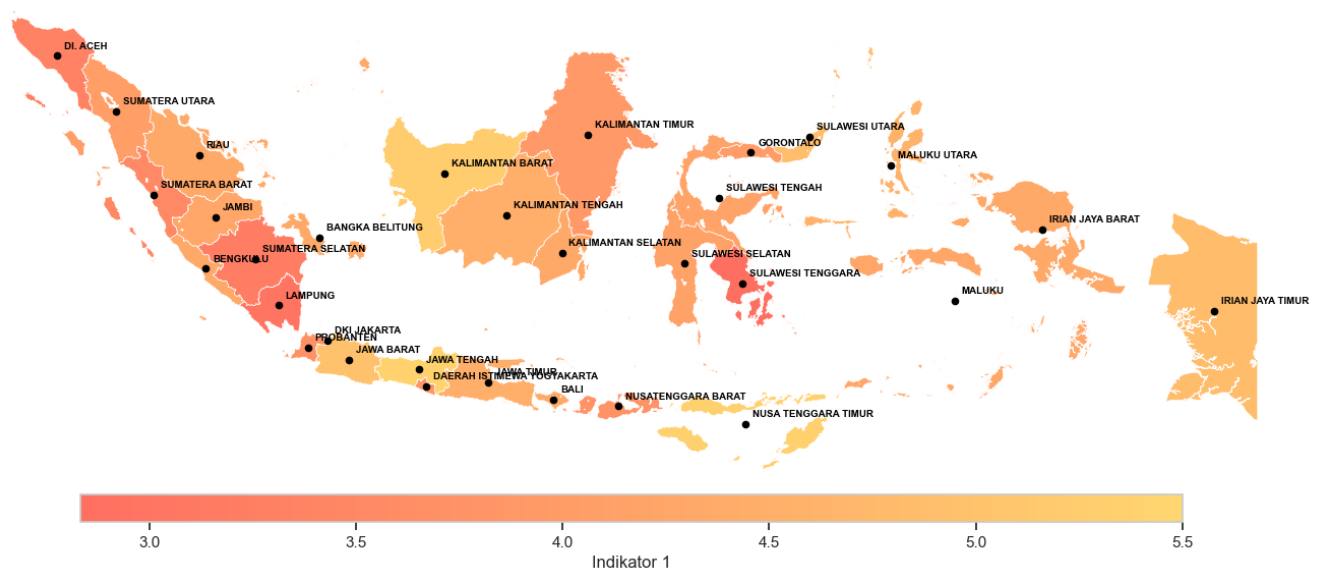 DI. ACEH
SUMATERA UTARA
SULAWESI UTARA
KALIMANTAN TIMUR
GORONTALO
RIAU
MALUKU UTARA
KALIMANTAN BARAT
SUMATERA BARAT
SULAWESI TENGAH
JAMBI
KALIMANTAN TENGAH
IRIAN JAYA BARAT
BANGKA BELITUNG
SUMATERA SELATAN
KALIMANTAN SELATAN
BENGKULU
SULAWESI SELATAN
SULAWESI TENGGARA
LAMPUNG
MALUKU
IRIAN JAYA TIMUR
DKI JAKARTA
PROBANTEN
JAWA BARAT
JAWA TENGAH
JAWA TIMUR
DAERAH ISTIMEWA YOGYAKARTA
BALI
NUSATENGGARA BARAT
NUSA TENGGARA TIMUR
3.0 3.5 4.0 4.5 5.0 5.5
Indikator 1